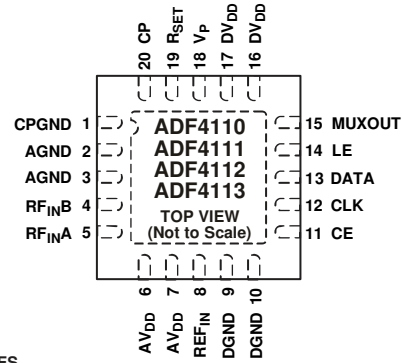 20 CP
19 RSET
18 VP
17 DVDD
16 DVDD
CPGND 1
AGND 2
AGND 3
RFINB 4
RFINA 5
ADF4110
ADF4111
ADF4112
ADF4113
TOP VIEW
(Not to Scale)
15 MUXOUT
14 LE
13 DATA
12 CLK
11 CE
AVDD 6
AVDD 7
REFIN 8
DGND 9
DGND 10